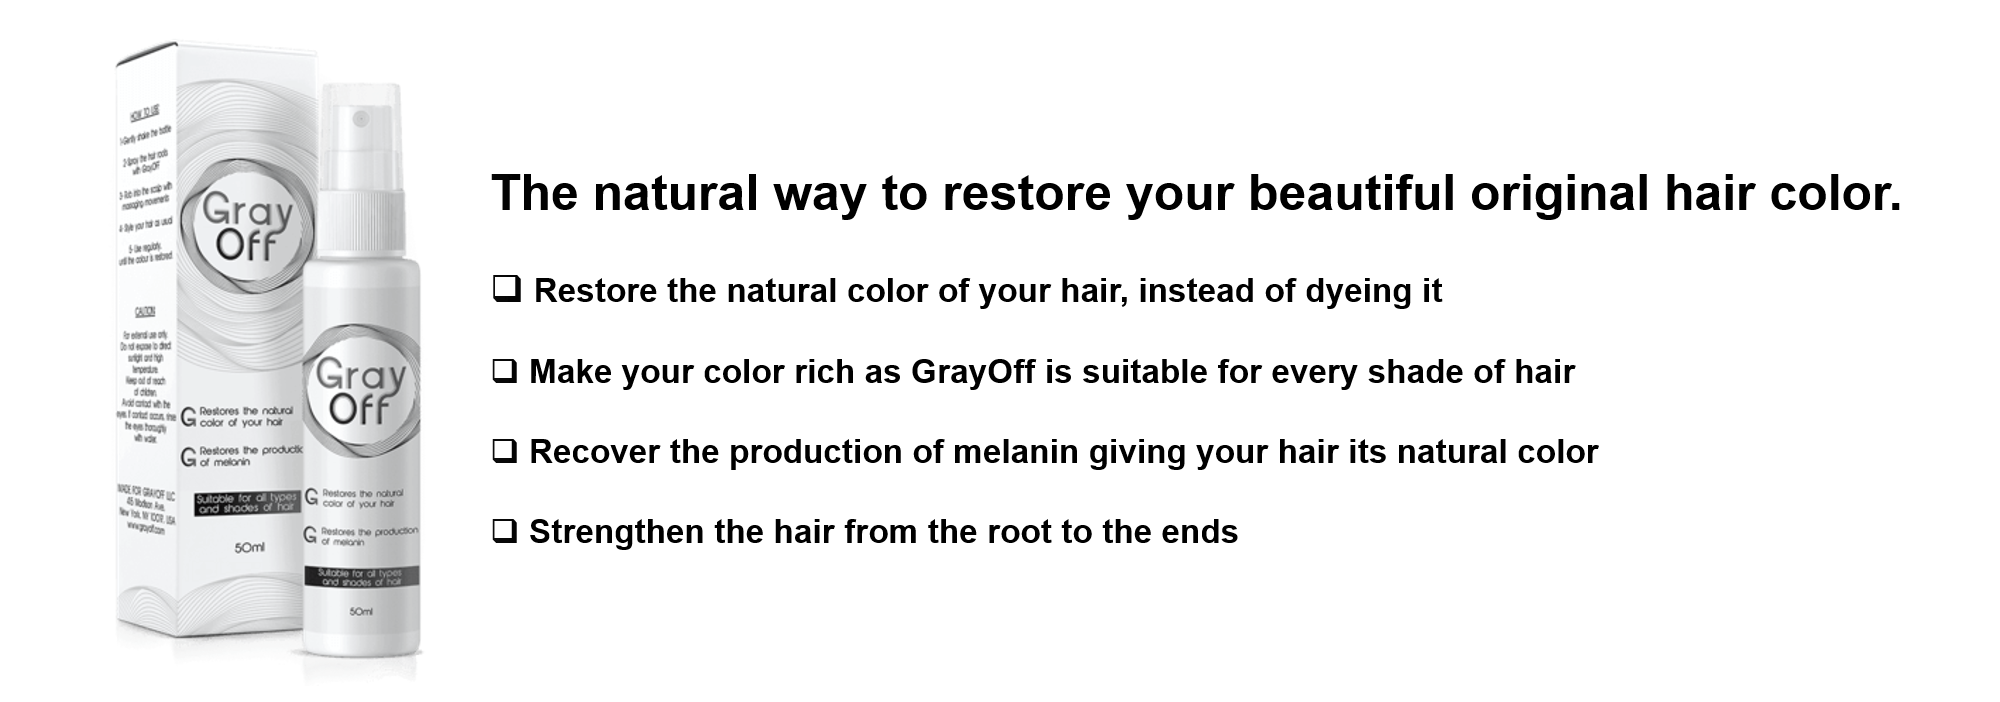 HOW TO USE
1-Gently shake the bottle
2-Spray the hair roots
with GrayOFF
3- Rub into the scalp with
massaging movements
4- Style your hair as usual
5- Use regularly,
until the colour is restored.
CAUTION
For external use only.
Do not expose to direct
sunlight and high
temperature.
Keep out of reach
of children.
Avoid contact with the
eyes. If contact occurs, rinse
the eyes thoroughly
with water.
MADE FOR GRAYOFF LLC
Madison Ave,
New York, NY USA
www.grayoff.com
Gray
Off
G Restores the natural
color of your hair
G Restores the productic
of melanin
Suitable for all types
and shades of hair
50ml
Gray
Off
G Restores the natural
color of your hair
G Restores the production
of melanin
Suitable for all types
and shades of hair
50ml
The natural way to restore your beautiful original hair color.
❑ Restore the natural color of your hair, instead of dyeing it
❑ Make your color rich as GrayOff is suitable for every shade of hair
❑ Recover the production of melanin giving your hair its natural color
❑ Strengthen the hair from the root to the ends